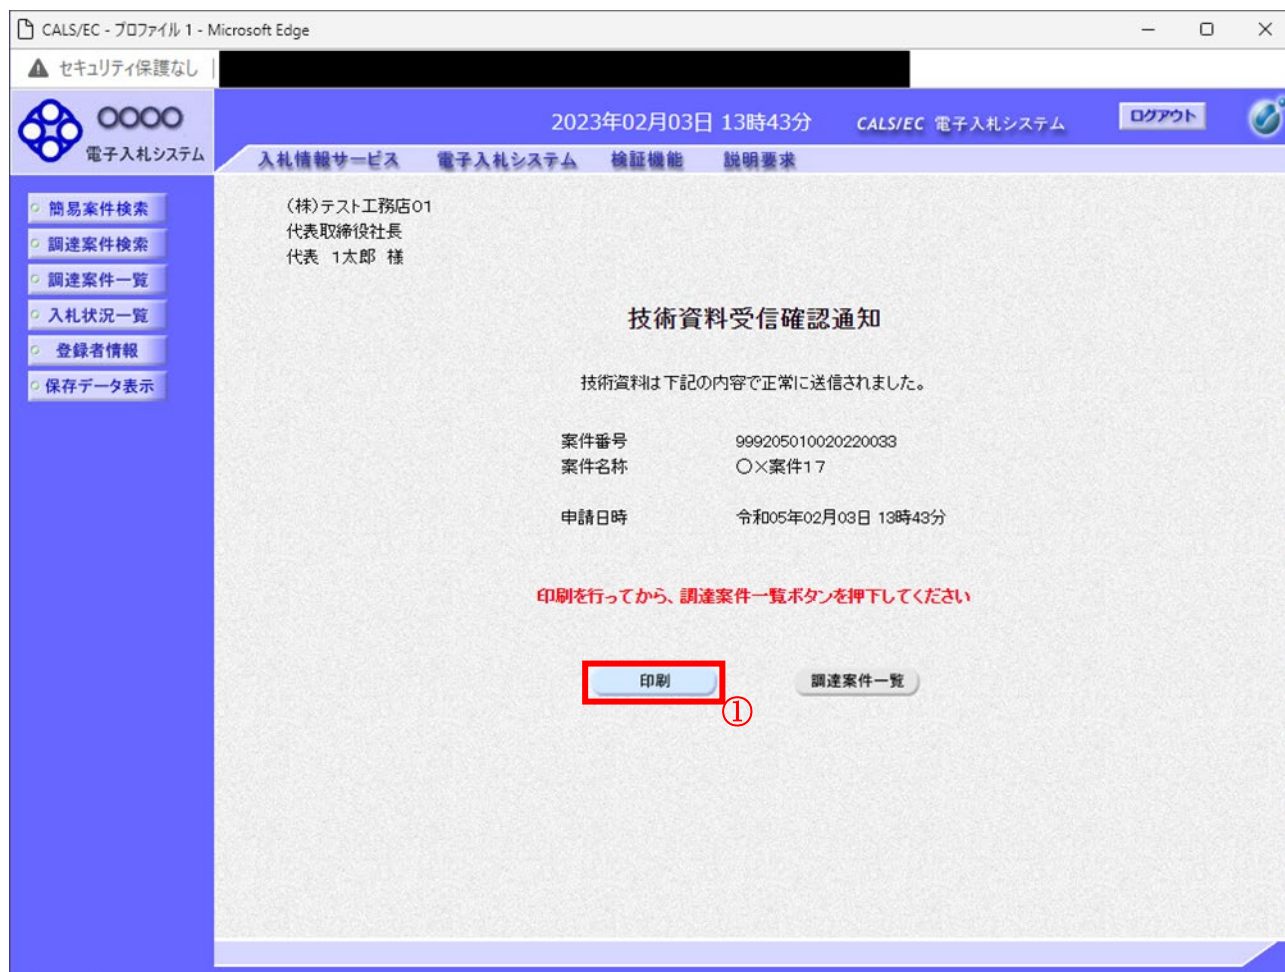 CALS/EC - プロファイル 1 - Microsoft Edge
セキュリティ保護なし
〇〇〇〇
電子入札システム
2023年02月03日 13時43分
CALS/EC 電子入札システム
ログアウト
入札情報サービス 電子入札システム 検証機能 説明要求
簡易案件検索
調達案件検索
調達案件一覧
入札状況一覧
登録者情報
保存データ表示
(株)テスト工務店01
代表取締役社長
代表 1太郎 様
技術資料受信確認通知
技術資料は下記の内容で正常に送信されました。
案件番号 999205010020220033
案件名称 〇×案件17
申請日時 令和05年02月03日 13時43分
印刷を行ってから、調達案件一覧ボタンを押下してください
印刷 調達案件一覧
①